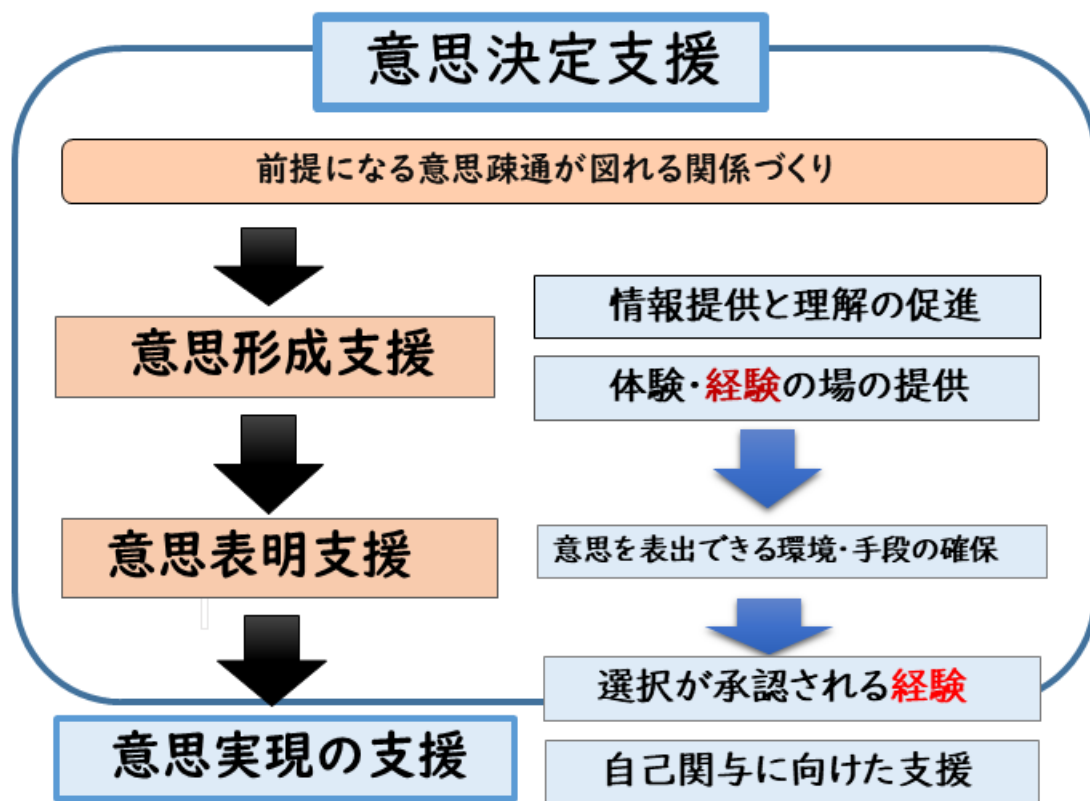 意思決定支援
前提になる意思疎通が図れる関係づくり
意思形成支援
情報提供と理解の促進
体験・経験の場の提供
意思表明支援
意思を表出できる環境・手段の確保
選択が承認される経験
意思実現の支援
自己関与に向けた支援